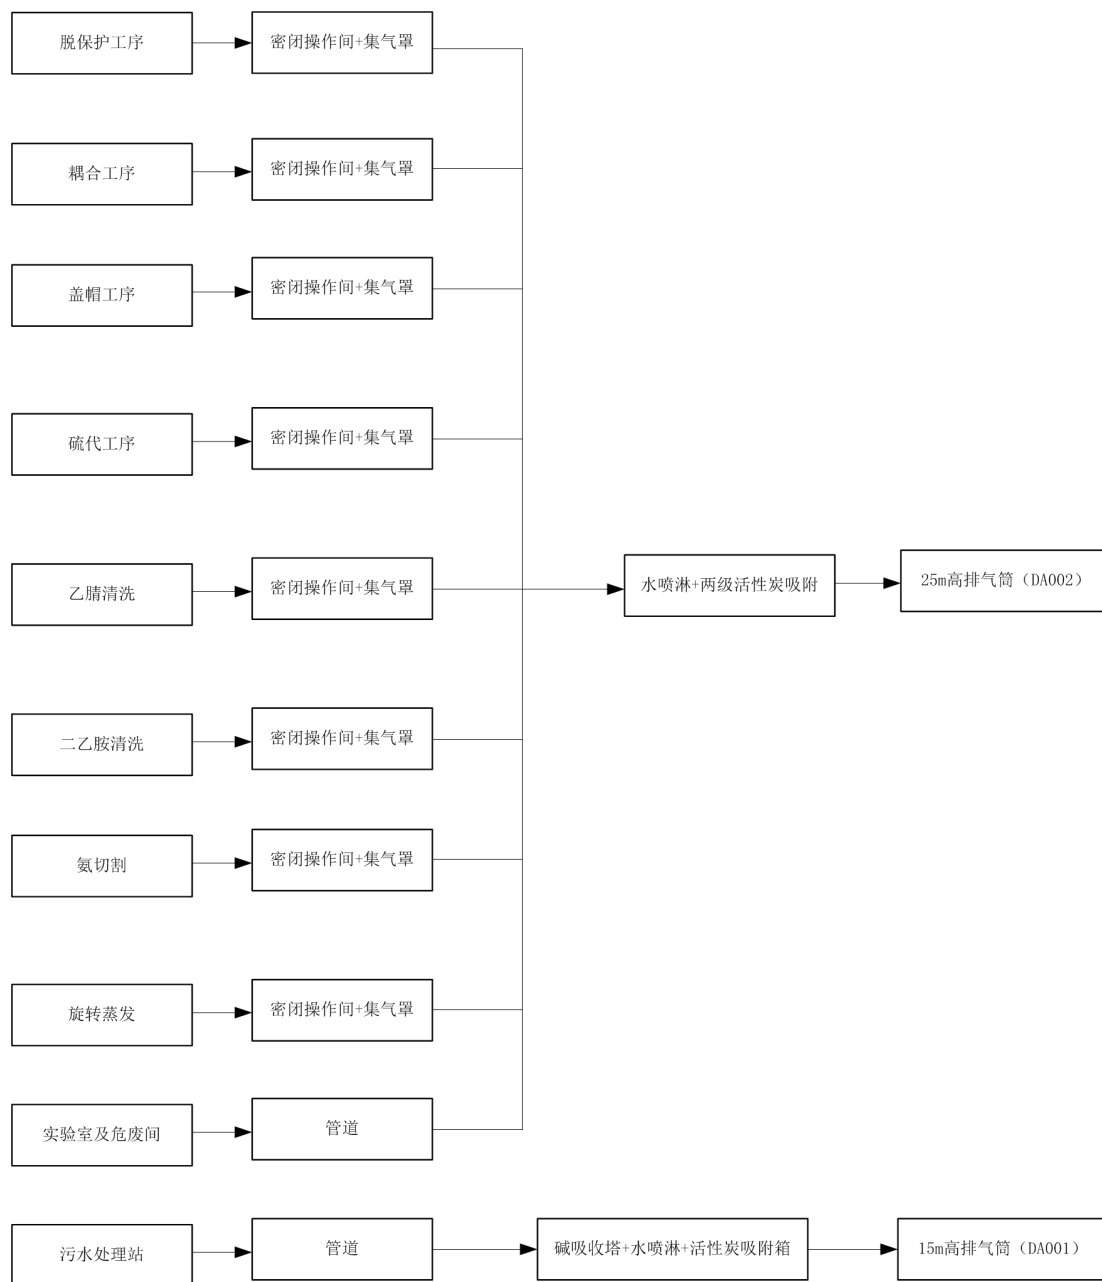 脱保护工序
密闭操作间+集气罩
耦合工序
密闭操作间+集气罩
盖帽工序
密闭操作间+集气罩
硫代工序
密闭操作间+集气罩
乙腈清洗
密闭操作间+集气罩
水喷淋+两级活性炭吸附
25m高排气筒（DA002）
二乙胺清洗
密闭操作间+集气罩
氨切割
密闭操作间+集气罩
旋转蒸发
密闭操作间+集气罩
实验室及危废间
管道
污水处理站
管道
碱吸收塔+水喷淋+活性炭吸附箱
15m高排气筒（DA001）